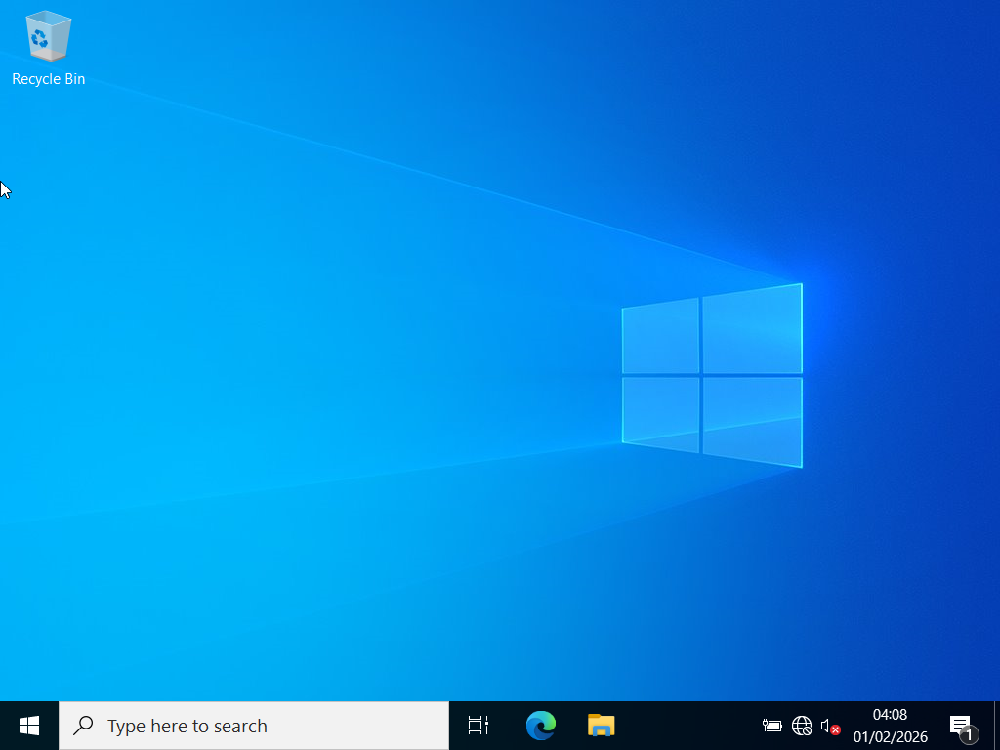 Recycle Bin
Type here to search
04:08
01/02/2026
1